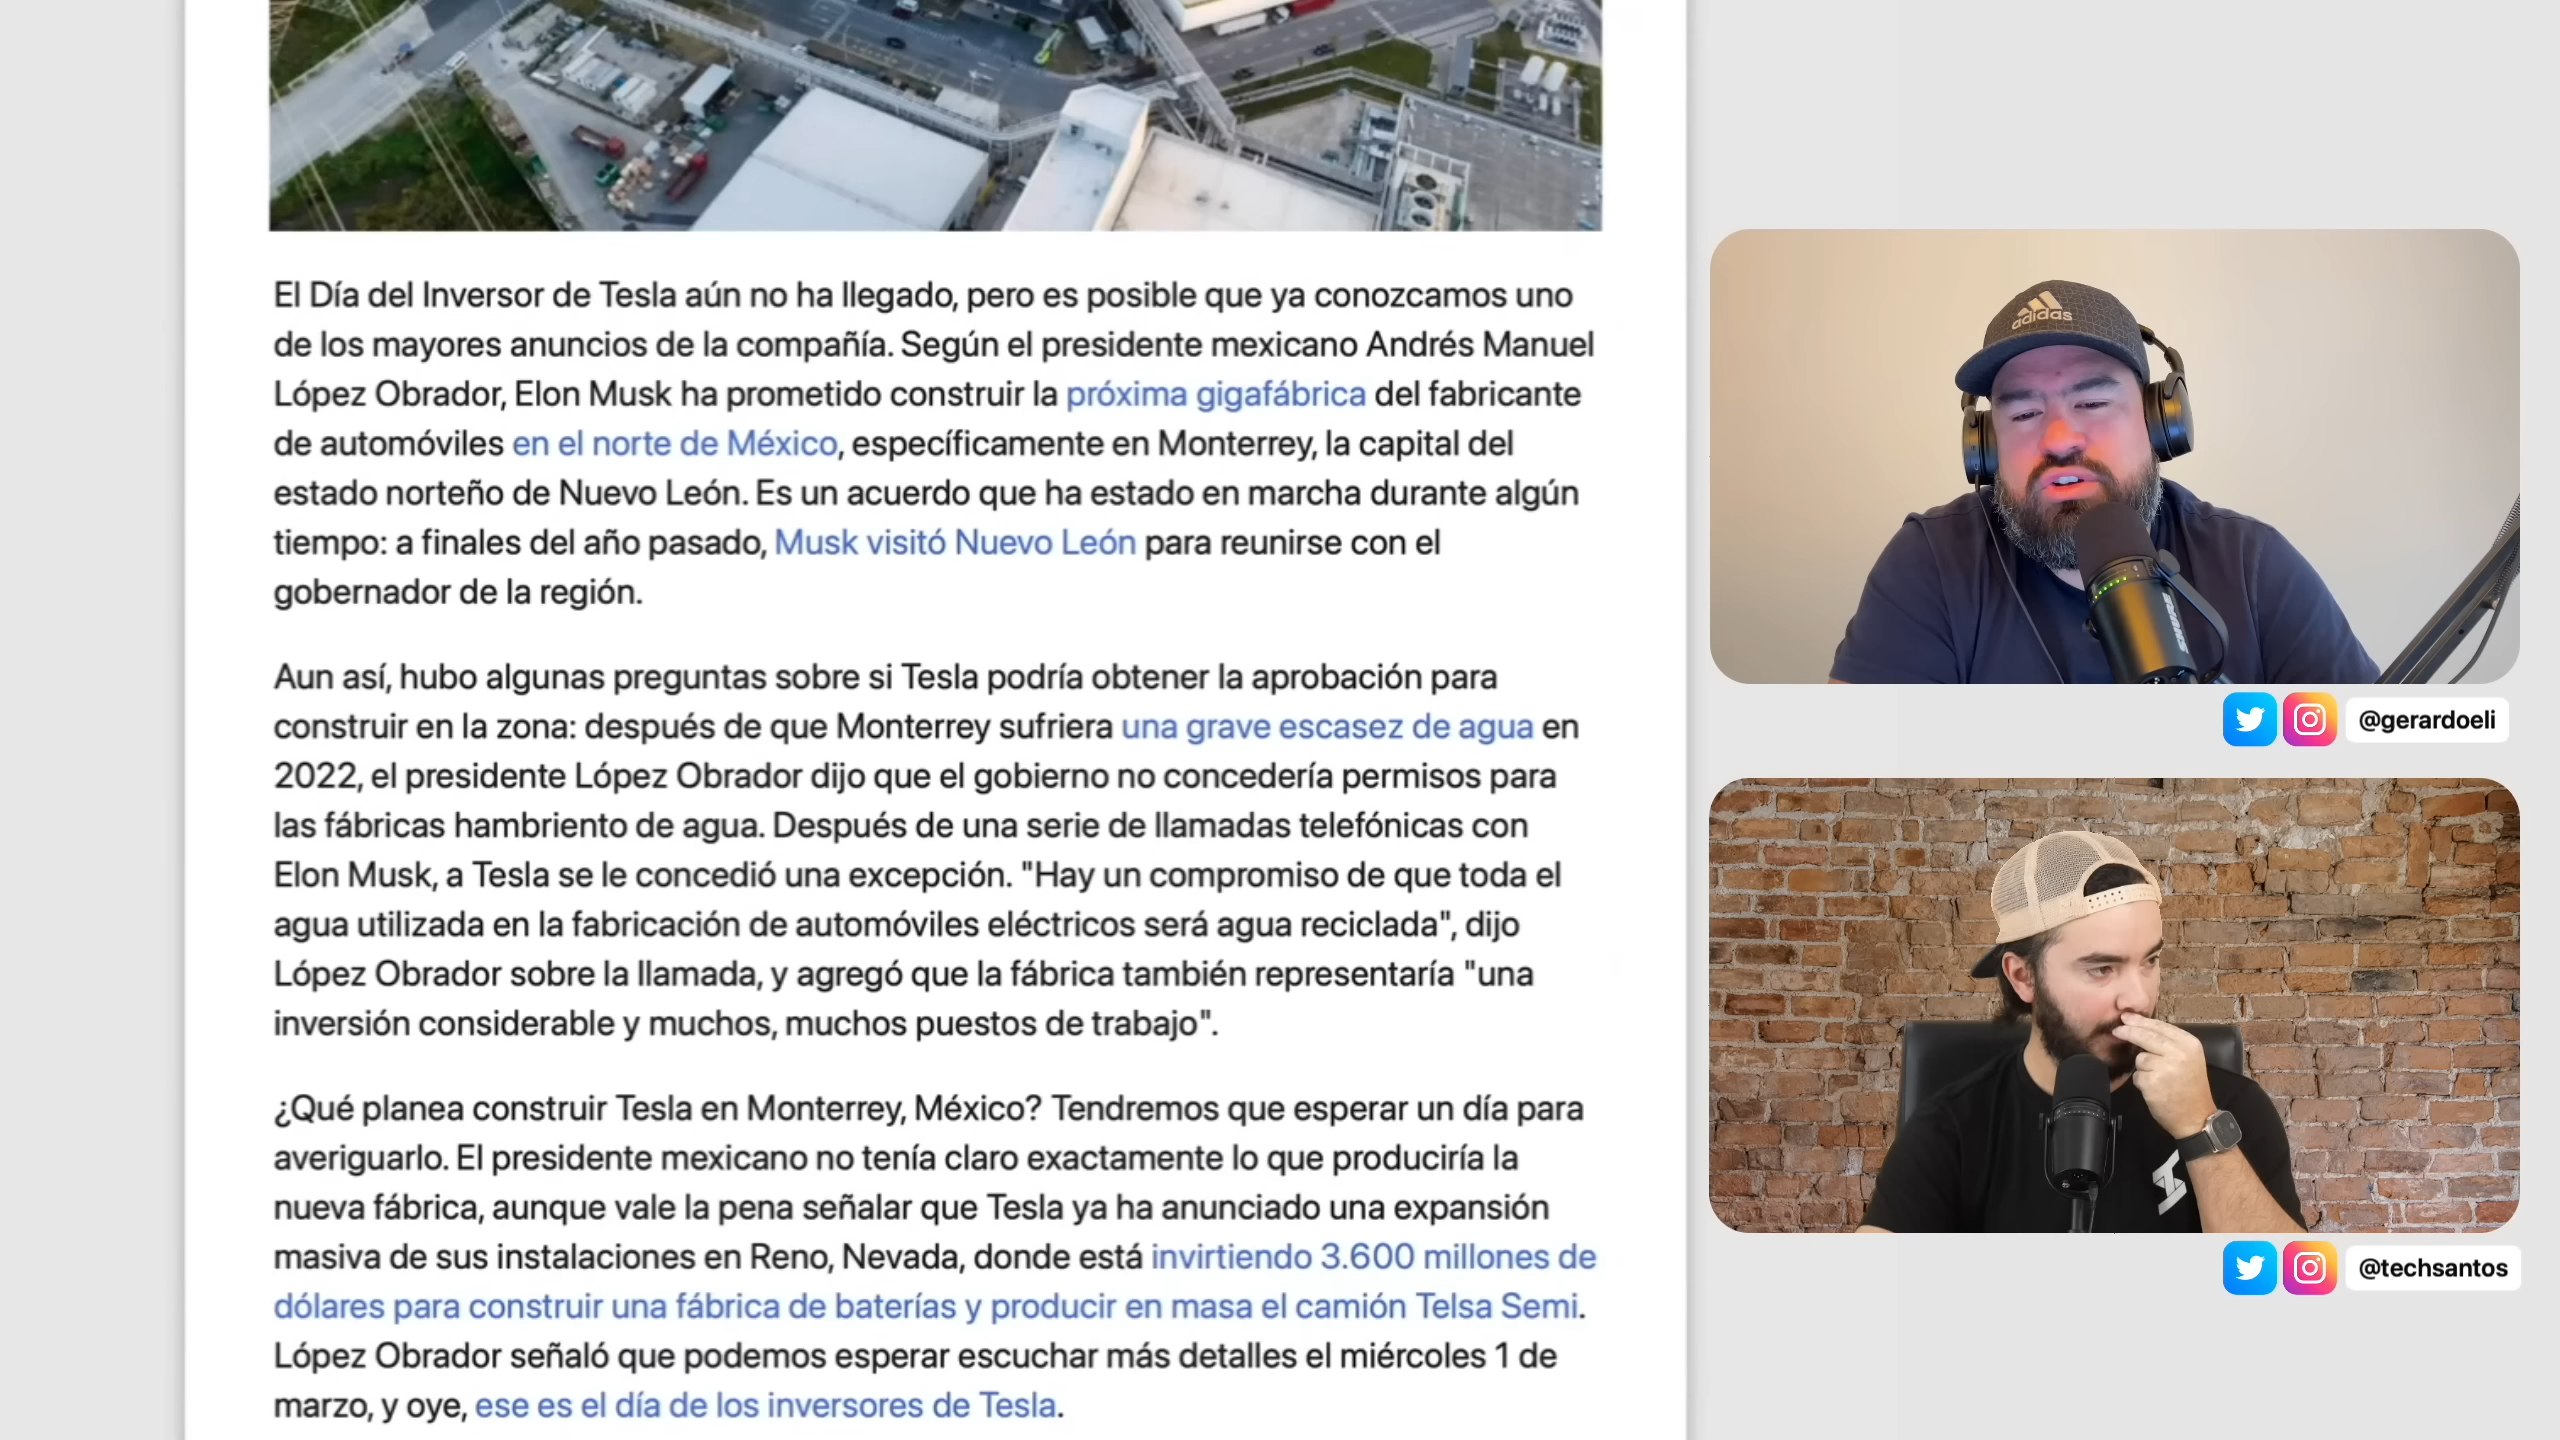 El Día del Inversor de Tesla aún no ha llegado, pero es posible que ya conozcamos uno
de los mayores anuncios de la compañía. Según el presidente mexicano Andrés Manuel
López Obrador, Elon Musk ha prometido construir la próxima gigafábrica del fabricante
de automóviles en el norte de México, específicamente en Monterrey, la capital del
estado norteño de Nuevo León. Es un acuerdo que ha estado en marcha durante algún
tiempo: a finales del año pasado, Musk visitó Nuevo León para reunirse con el
gobernador de la región.
Aun así, hubo algunas preguntas sobre si Tesla podría obtener la aprobación para
construir en la zona: después de que Monterrey sufriera una grave escasez de agua en
2022, el presidente López Obrador dijo que el gobierno no concedería permisos para
las fábricas hambriento de agua. Después de una serie de llamadas telefónicas con
Elon Musk, a Tesla se le concedió una excepción. "Hay un compromiso de que toda el
agua utilizada en la fabricación de automóviles eléctricos será agua reciclada", dijo
López Obrador sobre la llamada, y agregó que la fábrica también representaría "una
inversión considerable y muchos, muchos puestos de trabajo".
¿Qué planea construir Tesla en Monterrey, México? Tendremos que esperar un día para
averiguarlo. El presidente mexicano no tenía claro exactamente lo que produciría la
nueva fábrica, aunque vale la pena señalar que Tesla ya ha anunciado una expansión
masiva de sus instalaciones en Reno, Nevada, donde está invirtiendo 3.600 millones de
dólares para construir una fábrica de baterías y producir en masa el camión Telsa Semi.
López Obrador señaló que podemos esperar escuchar más detalles el miércoles 1 de
marzo, y oye, ese es el día de los inversores de Tesla.
adidas
SHURE
@gerardoeli
@techsantos